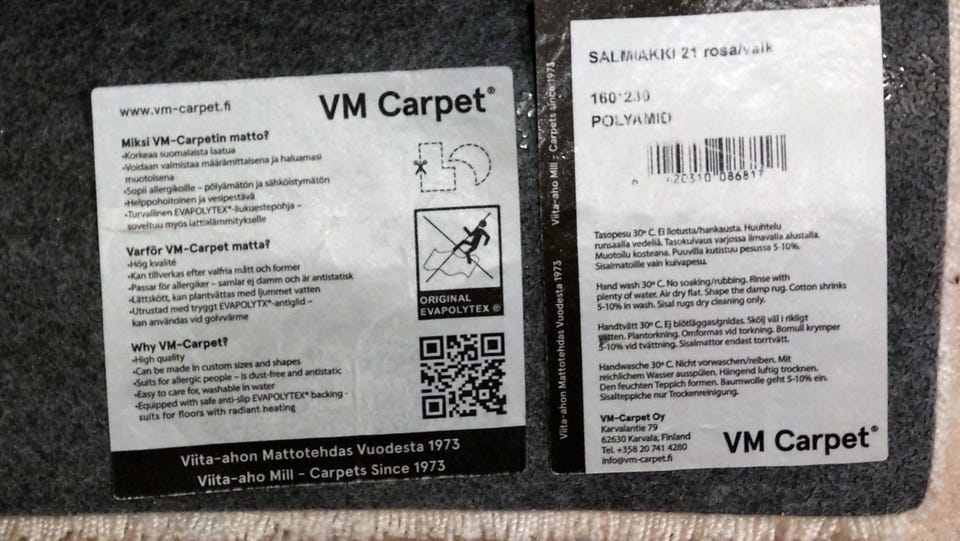 www.vm-carpet.fi
VM Carpet®
Miksi VM-Carpetin matto?
•Korkeaa suomalaista laatua
•Voidaan valmistaa määrämittaisena ja haluamasi
muotoisena
•Sopii allergikoille – pölyämätön ja sähköistymätön
•Helppohoitoinen ja vesipestävä
•Turvallinen EVAPOLYTEX®-liukuestepohja –
soveltuu myös lattialämmitykselle
Varför VM-Carpet matta?
•Hög kvalité
•Kan tillverkas efter valfria mått och former
•Passar för allergiker – samlar ej damm och är antistatisk
•Lättskött, kan plantvättas med ljummet vatten
•Utrustad med tryggt EVAPOLYTX®-antiglid –
kan användas vid golvvärme
Why VM-Carpet?
•High quality
•Can be made in custom sizes and shapes
•Suits for allergic people – is dust-free and antistatic
•Easy to care for, washable in water
•Equipped with safe anti-slip EVAPOLYTEX® backing -
suits for floors with radiant heating
ORIGINAL
EVAPOLYTEX ®
Viita-ahon Mattotehdas Vuodesta 1973
Viita-aho Mill - Carpets Since 1973
Viita-ahon Mattotehdas Vuodesta 1973
Viita-aho Mill - Carpets since 1973
SALMIAKKI 21 rosa/valk
160*230
POLYAMID
6 420310 086817
Tasopesu 30º C. Ei liotusta/hankausta. Huuhtelu
runsaalla vedellä. Tasokuivaus varjossa ilmavalla alustalla.
Muotoilu kosteana. Puuvilla kutistuu pesussa 5-10%.
Sisalmatoille vain kuivapesu.
Hand wash 30º C. No soaking/rubbing. Rinse with
plenty of water. Air dry flat. Shape the damp rug. Cotton shrinks
5-10% in wash. Sisal rugs dry cleaning only.
Handtvätt 30º C. Ej blötläggas/gnidas. Skölj väl i rikligt
vatten. Plantorkning. Omformas vid torkning. Bomull krymper
5-10% vid tvättning. Sisalmattor endast torrtvätt.
Handwasche 30º C. Nicht vorwaschen/reiben. Mit
reichlichem Wasser ausspülen. Hängend luftig trocknen.
Den feuchten Teppich formen. Baumwolle geht 5-10% ein.
Sisalteppiche nur Trockenreinigung.
VM-Carpet Oy
Karvalantie 79
62630 Karvala, Finland
Tel. +358 20 741 4280
info@vm-carpet.fi
VM Carpet®